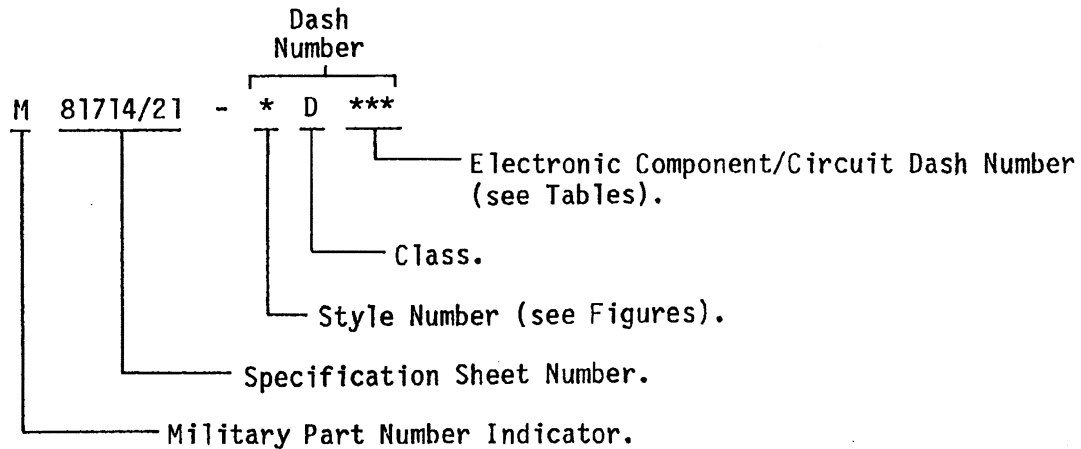 Dash
Number
M 81714/21 - * D ***
Electronic Component/Circuit Dash Number
(see Tables).
Class.
Style Number (see Figures).
Specification Sheet Number.
Military Part Number Indicator.